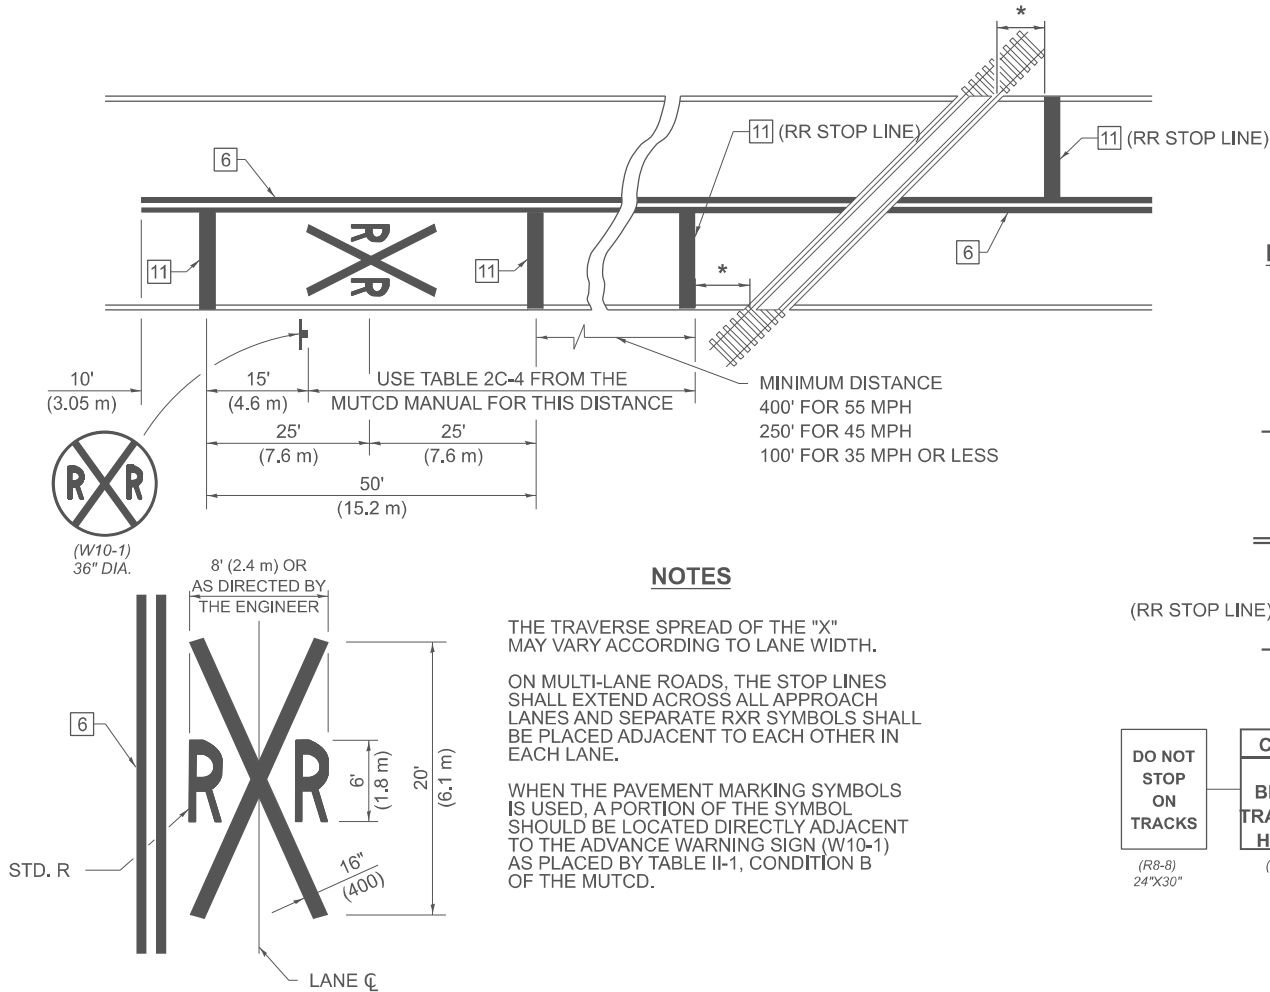 *
11 (RR STOP LINE)
11 (RR STOP LINE)
6
R
R
11
11
*
6
10'
(3.05 m)
15'
(4.6 m)
USE TABLE 2C-4 FROM THE
MUTCD MANUAL FOR THIS DISTANCE
25'
(7.6 m)
25'
(7.6 m)
50'
(15.2 m)
MINIMUM DISTANCE
400' FOR 55 MPH
250' FOR 45 MPH
100' FOR 35 MPH OR LESS
R X R
(W10-1)
36" DIA.
8' (2.4 m) OR
AS DIRECTED BY
THE ENGINEER
6
R X R
6'
(1.8 m)
20'
(6.1 m)
16"
(400)
STD. R
LANE ℄
NOTES
THE TRAVERSE SPREAD OF THE "X"
MAY VARY ACCORDING TO LANE WIDTH.
ON MULTI-LANE ROADS, THE STOP LINES
SHALL EXTEND ACROSS ALL APPROACH
LANES AND SEPARATE RXR SYMBOLS SHALL
BE PLACED ADJACENT TO EACH OTHER IN
EACH LANE.
WHEN THE PAVEMENT MARKING SYMBOLS
IS USED, A PORTION OF THE SYMBOL
SHOULD BE LOCATED DIRECTLY ADJACENT
TO THE ADVANCE WARNING SIGN (W10-1)
AS PLACED BY TABLE II-1, CONDITION B
OF THE MUTCD.
(RR STOP LINE)
DO NOT
STOP
ON
TRACKS
(R8-8)
24"X30"